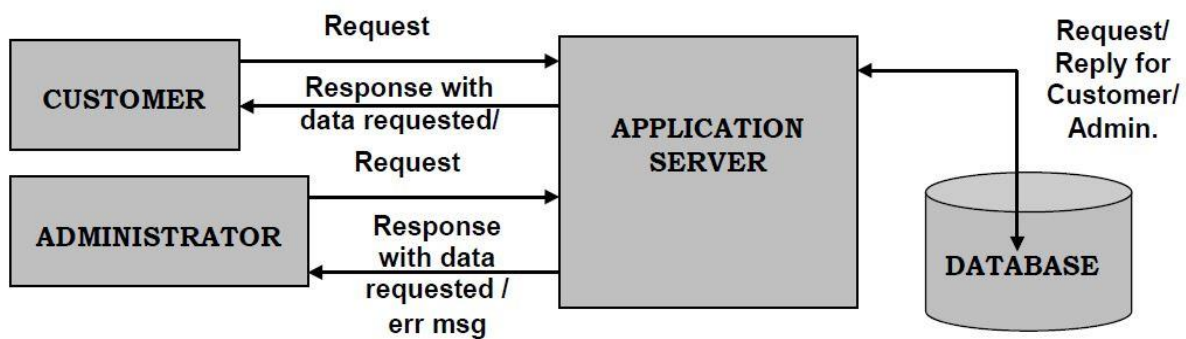 Request
CUSTOMER
Response with
data requested/
Request
ADMINISTRATOR
Response
with data
requested /
err msg
APPLICATION
SERVER
Request/
Reply for
Customer/
Admin.
DATABASE